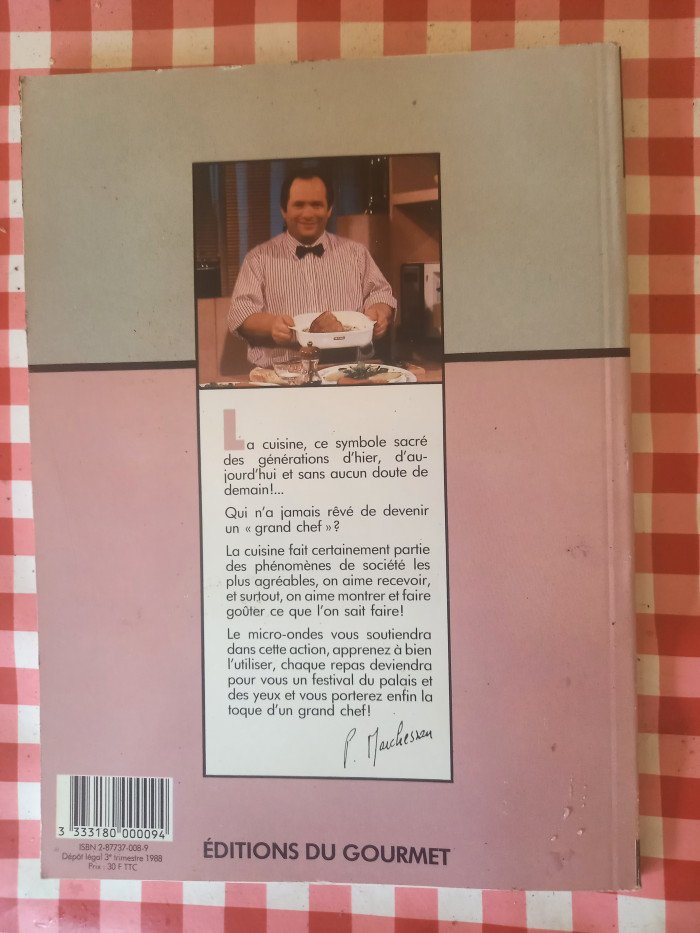 La cuisine, ce symbole sacré
des générations d'hier, d'au-
jourd'hui et sans aucun doute de
demain!...
Qui n'a jamais rêvé de devenir
un « grand chef »?
La cuisine fait certainement partie
des phénomènes de société les
plus agréables, on aime recevoir,
et surtout, on aime montrer et faire
goûter ce que l'on sait faire!
Le micro-ondes vous soutiendra
dans cette action, apprenez à bien
l'utiliser, chaque repas deviendra
pour vous un festival du palais et
des yeux et vous porterez enfin la
toque d'un grand chef!
P. Marchesseau
3 333180 000094
ISBN 2-87737-008-9
Dépôt légal 3e trimestre 1988
Prix : 30 F TTC
ÉDITIONS DU GOURMET